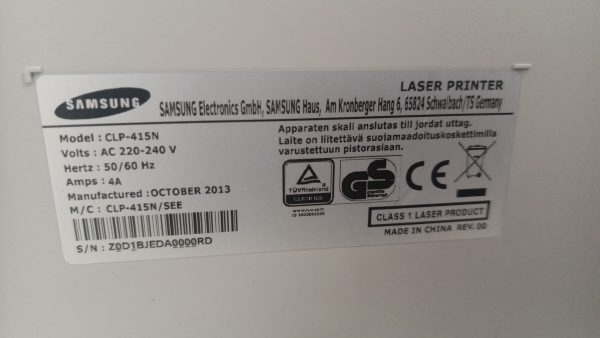 LASER PRINTER
SAMSUNG
SAMSUNG Electronics GmbH, SAMSUNG Haus, Am Kronberger Hang 6, 65824 Schwalbach/TS Germany
Model : CLP-415N
Volts : AC 220-240 V
Hertz : 50/60 Hz
Amps : 4A
Manufactured :OCTOBER 2013
M/C : CLP-415N/SEE
S/N : Z0D1BJEDA0000RD
Apparaten skall anslutas till jordat uttag.
Laite on liitettävä suojamaadoituskoskettimilla
varustettuun pistorasiaan.
TÜVRheinland
CERTIFIED
GS
CE
CLASS 1 LASER PRODUCT
MADE IN CHINA REV.00